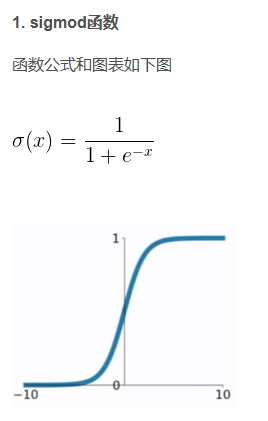 1. sigmod函数
函数公式和图表如下图
σ(x) = 1 / (1 + e^{-x})
1
0
-10
10